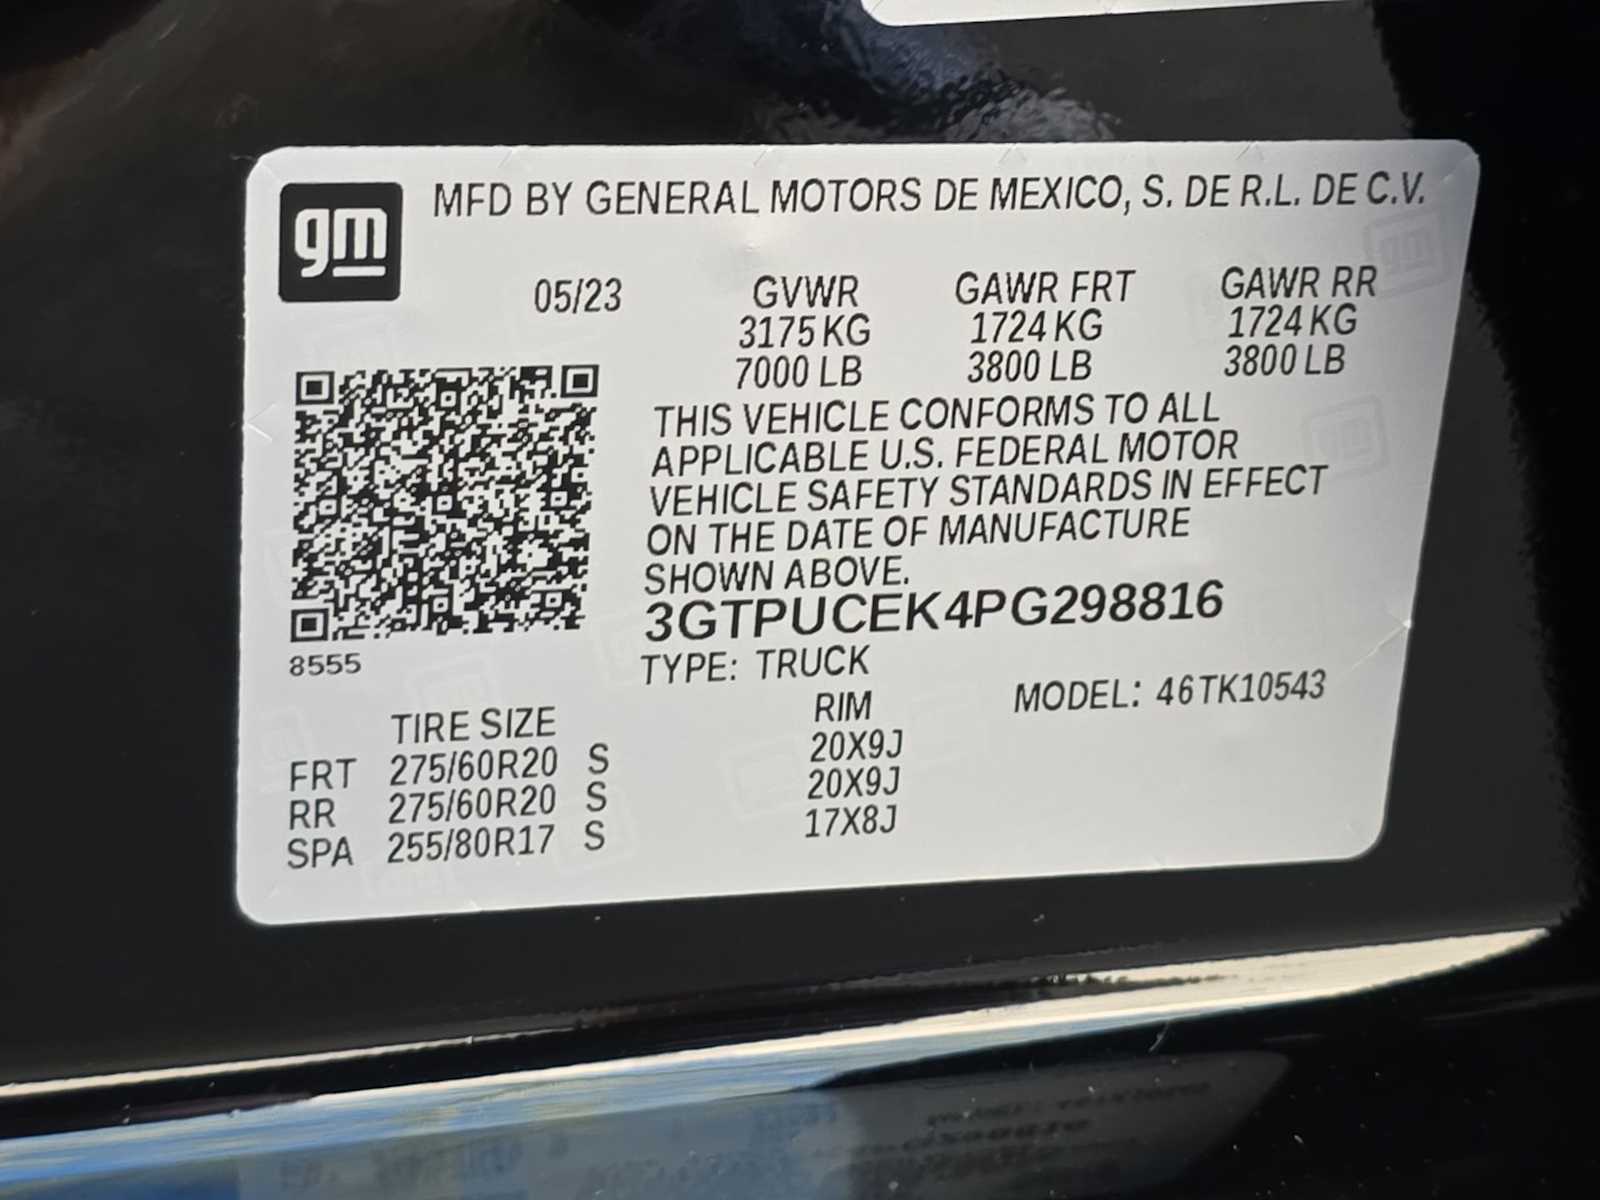 gm MFD BY GENERAL MOTORS DE MEXICO, S. DE R.L. DE C.V.
05/23 GVWR GAWR FRT GAWR RR
3175 KG 1724 KG 1724 KG
7000 LB 3800 LB 3800 LB
THIS VEHICLE CONFORMS TO ALL
APPLICABLE U.S. FEDERAL MOTOR
VEHICLE SAFETY STANDARDS IN EFFECT
ON THE DATE OF MANUFACTURE
SHOWN ABOVE.
3GTPUCEK4PG298816
8555
TYPE: TRUCK
MODEL: 46TK10543
TIRE SIZE RIM
FRT 275/60R20 S 20X9J
RR 275/60R20 S 20X9J
SPA 255/80R17 S 17X8J